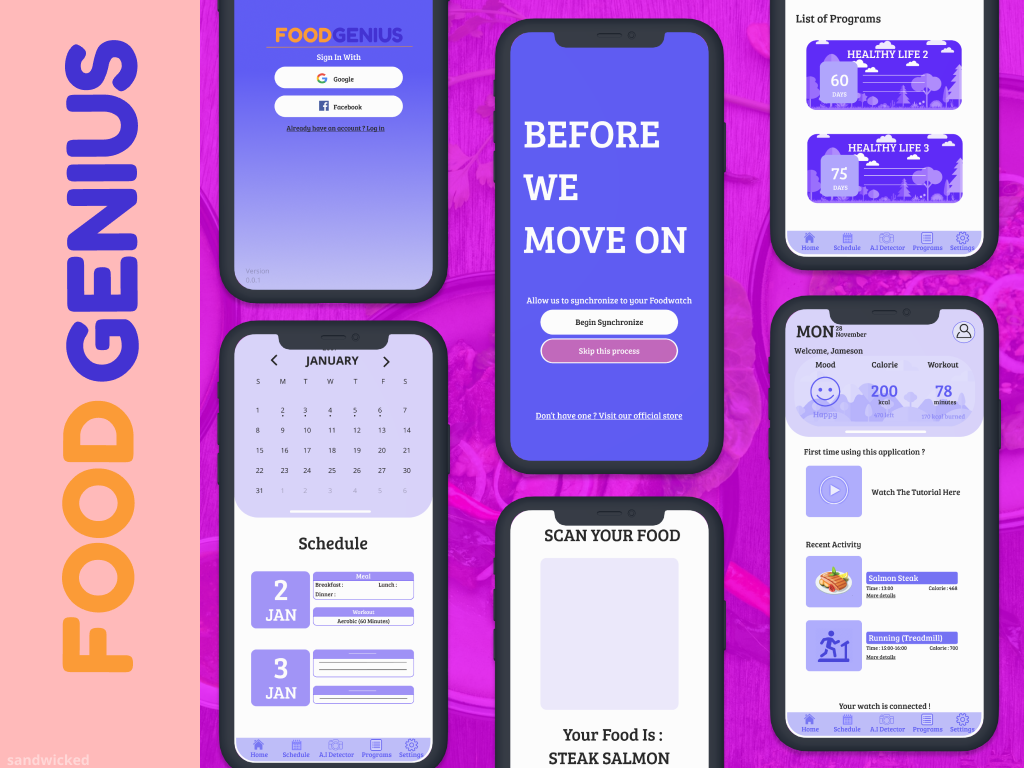 FOOD GENIUS
sandwicked
FOODGENIUS
Sign In With
Google
Facebook
Already have an account ? Log in
Version
0.0.1
JANUARY
S M T W T F S
1 2 3 4 5 6 7
8 9 10 11 12 13 14
15 16 17 18 19 20 21
22 23 24 25 26 27 30
31 1 2 3 4 5 6
Schedule
2
JAN
Meal
Breakfast : Lunch :
Dinner :
Workout
Aerobic (60 Minutes)
3
JAN
Home Schedule A.I Detector Programs Settings
BEFORE
WE
MOVE ON
Allow us to synchronize to your Foodwatch
Begin Synchronize
Skip this process
Don't have one ? Visit our official store
SCAN YOUR FOOD
Your Food Is :
STEAK SALMON
List of Programs
HEALTHY LIFE 2
60
DAYS
HEALTHY LIFE 3
75
DAYS
Home Schedule A.I Detector Programs Settings
MON 28
November
Welcome, Jameson
Mood Calorie Workout
200 78
kcal minutes
Happy left 170 kcal burned
First time using this application ?
Watch The Tutorial Here
Recent Activity
Salmon Steak
Time : 13:00 Calorie : 468
More details
Running (Treadmill)
Time : 15:00-16:00 Calorie : 700
More details
Your watch is connected !
Home Schedule A.I Detector Programs Settings